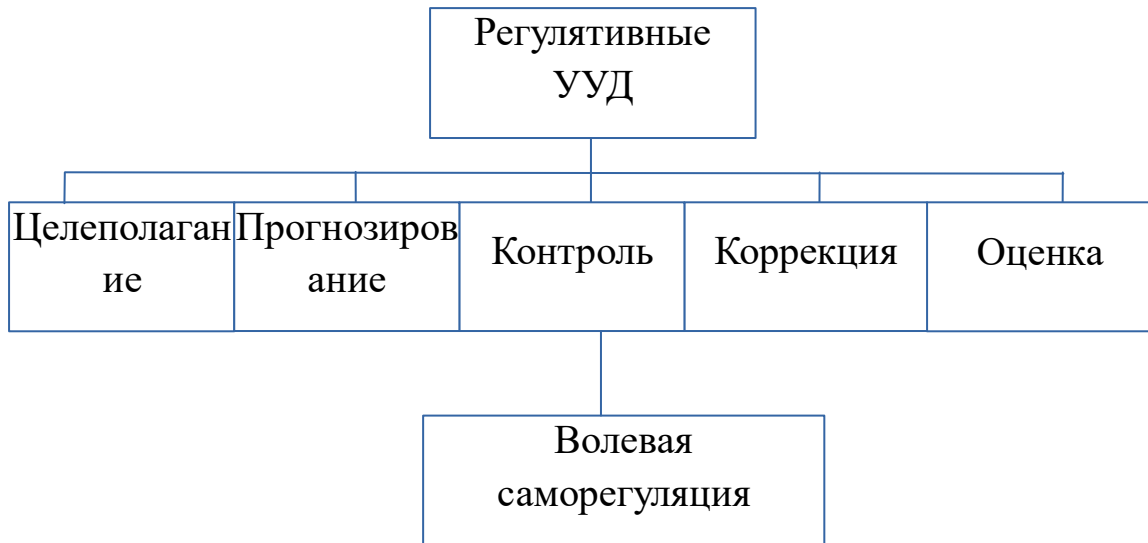 Регулятивные
УУД
Целеполаган
ие
Прогнозиров
ание
Контроль
Коррекция
Оценка
Волевая
саморегуляция